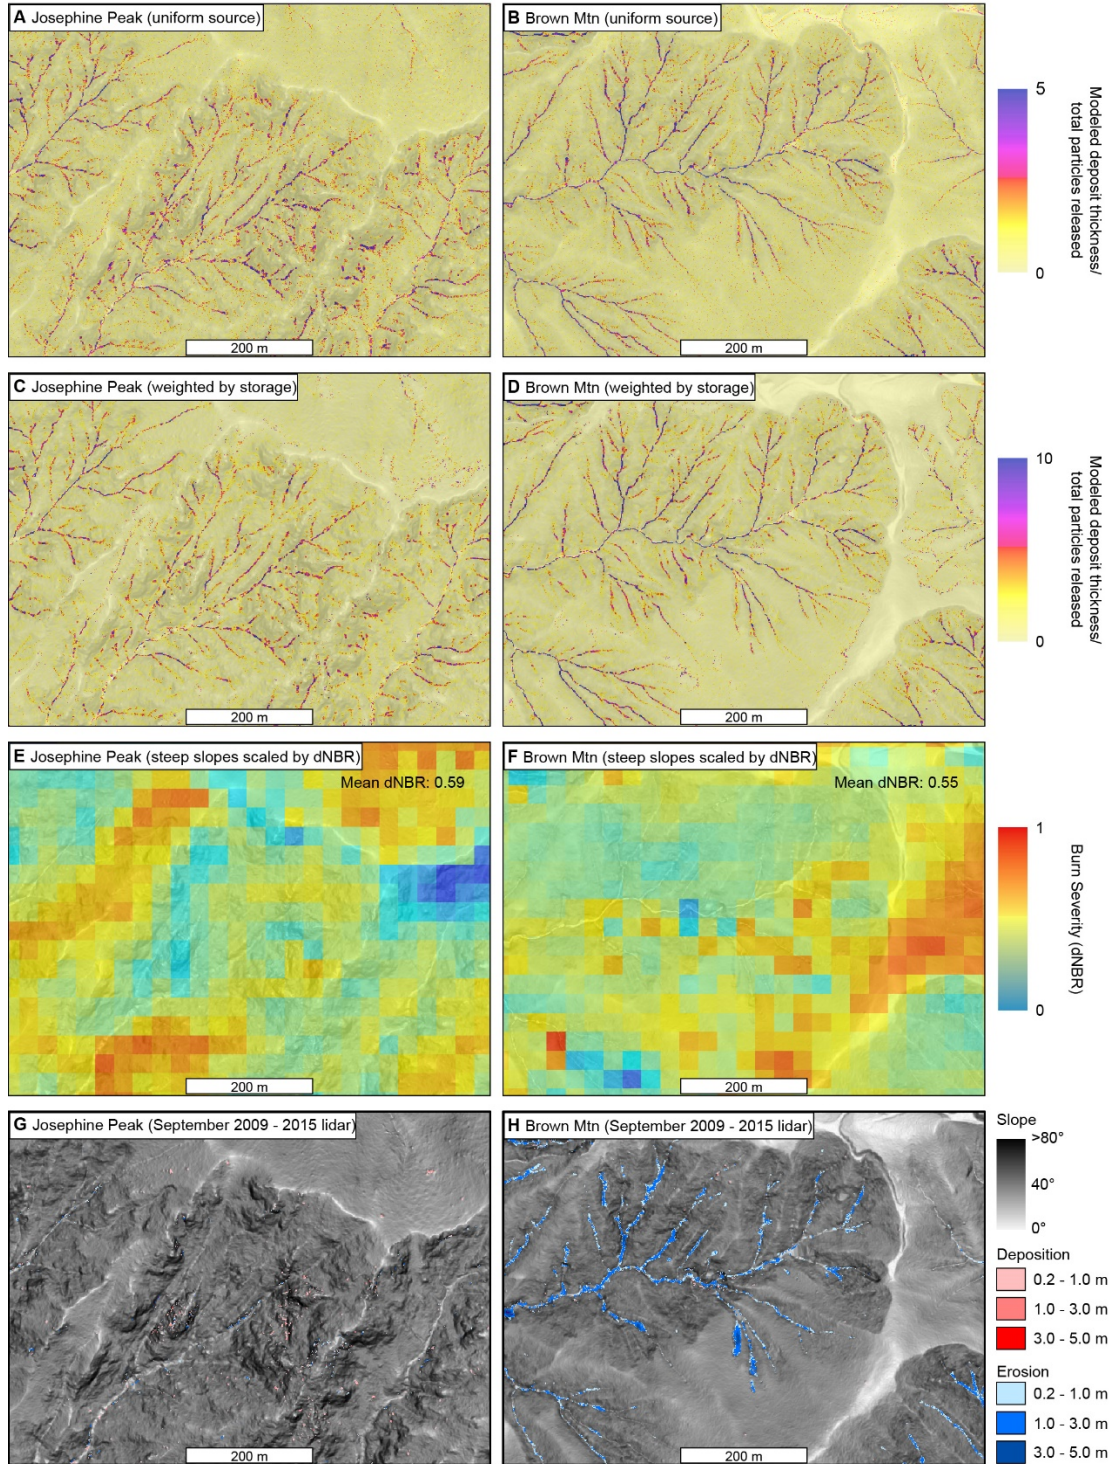 A Josephine Peak (uniform source)
B Brown Mtn (uniform source)
5
Modeled deposit thickness/
total particles released
0
200 m
200 m
C Josephine Peak (weighted by storage)
D Brown Mtn (weighted by storage)
10
Modeled deposit thickness/
total particles released
0
200 m
200 m
E Josephine Peak (steep slopes scaled by dNBR)
Mean dNBR: 0.59
F Brown Mtn (steep slopes scaled by dNBR)
Mean dNBR: 0.55
1
Burn Severity (dNBR)
0
200 m
200 m
G Josephine Peak (September 2009 - 2015 lidar)
H Brown Mtn (September 2009 - 2015 lidar)
Slope
>80°
40°
0°
Deposition
0.2 - 1.0 m
1.0 - 3.0 m
3.0 - 5.0 m
Erosion
0.2 - 1.0 m
1.0 - 3.0 m
3.0 - 5.0 m
200 m
200 m